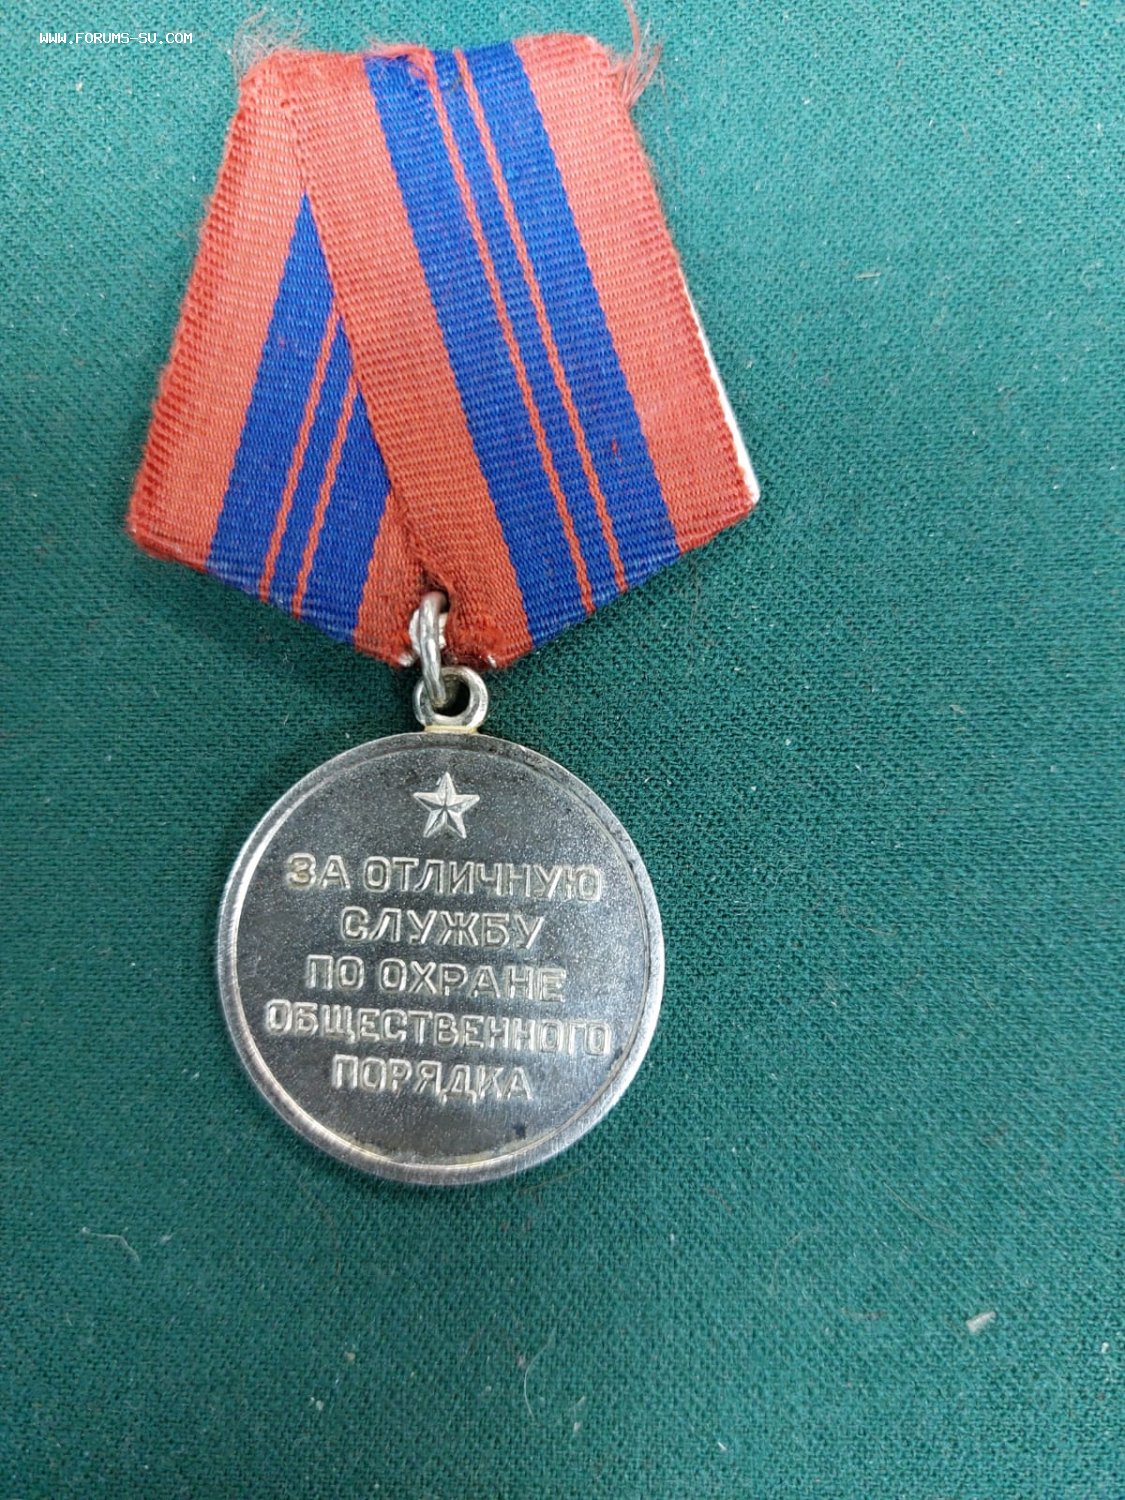 WWW.FORUMS-SU.COM
ЗА ОТЛИЧНУЮ
СЛУЖБУ
ПО ОХРАНЕ
ОБЩЕСТВЕННОГО
ПОРЯДКА